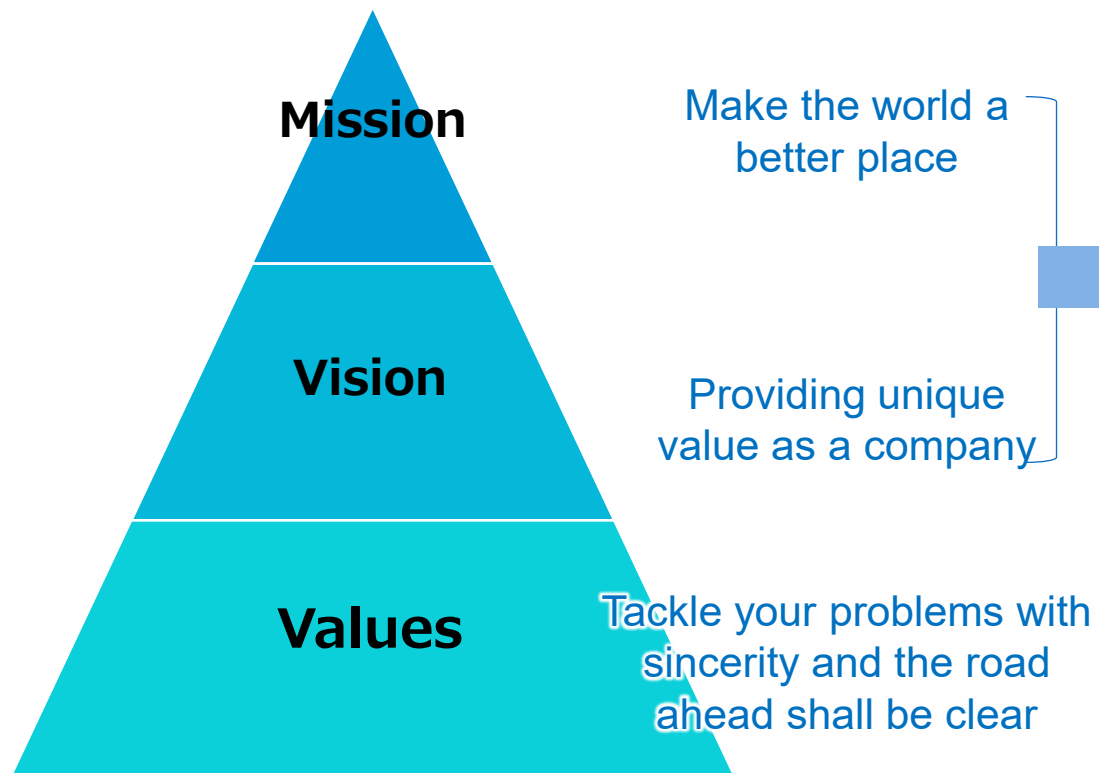 Mission
Make the world a
better place
Vision
Providing unique
value as a company
Values
Tackle your problems with
sincerity and the road
ahead shall be clear